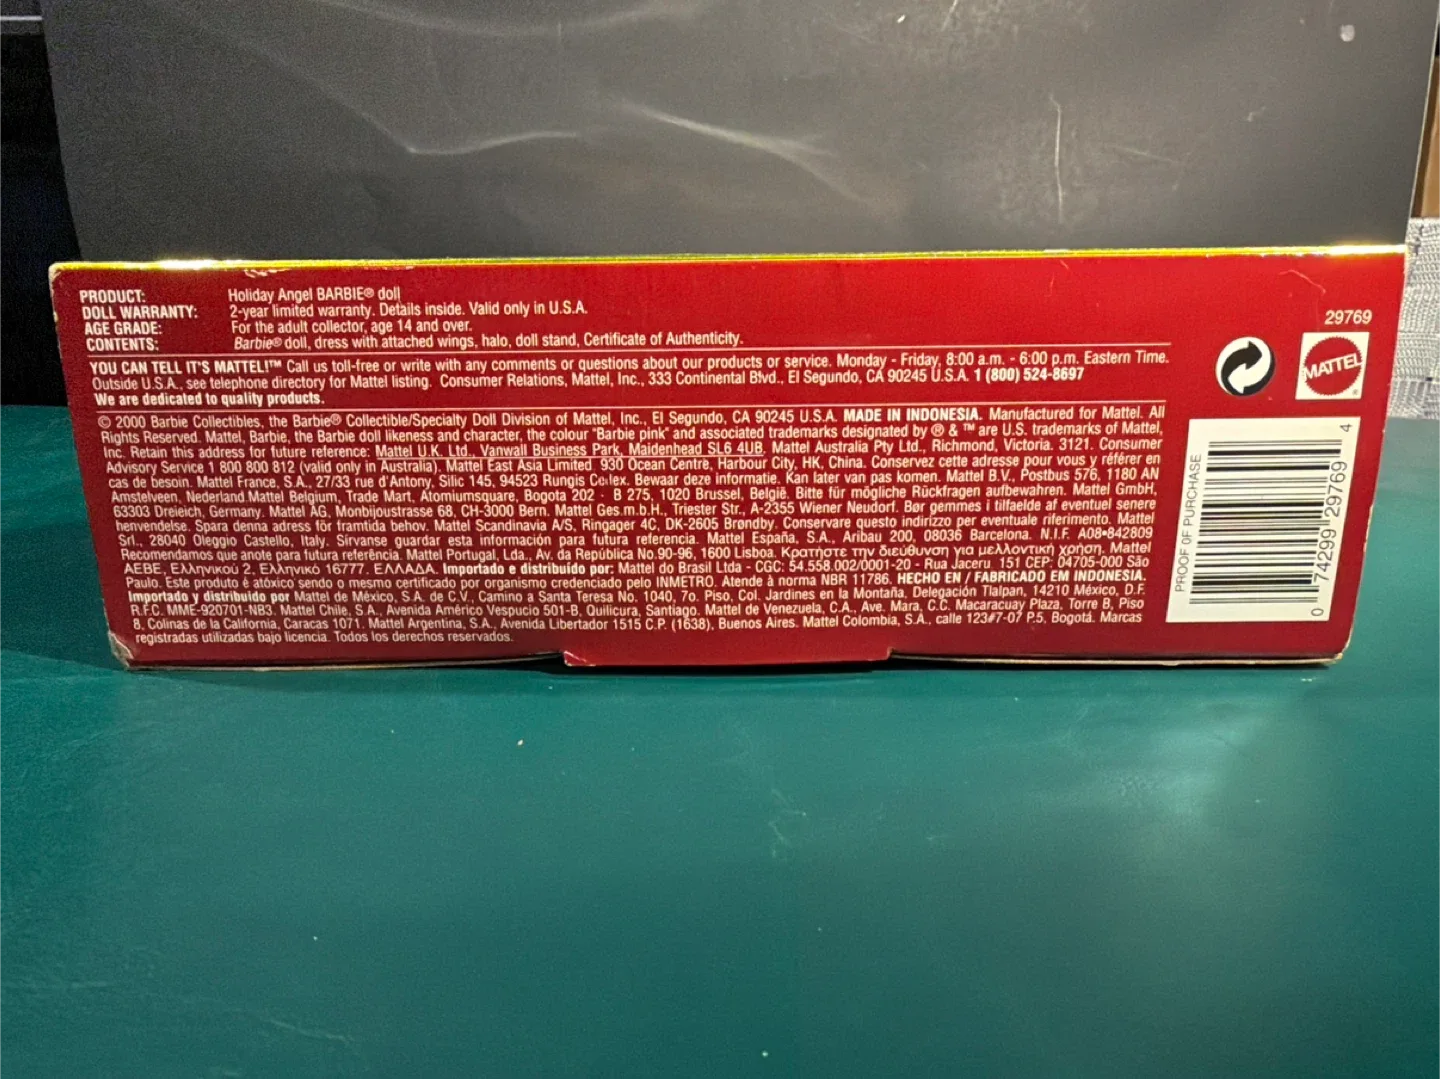 PRODUCT: Holiday Angel BARBIE® doll
DOLL WARRANTY: 2-year limited warranty. Details inside. Valid only in U.S.A.
AGE GRADE: For the adult collector, age 14 and over.
CONTENTS: Barbie® doll, dress with attached wings, halo, doll stand, Certificate of Authenticity.
YOU CAN TELL IT'S MATTEL!™ Call us toll-free or write with any comments or questions about our products or service. Monday - Friday, 8:00 a.m. - 6:00 p.m. Eastern Time.
Outside U.S.A., see telephone directory for Mattel listing. Consumer Relations, Mattel, Inc., 333 Continental Blvd., El Segundo, CA 90245 U.S.A. 1 (800) 524-8697
We are dedicated to quality products.
© 2000 Barbie Collectibles, the Barbie® Collectible/Specialty Doll Division of Mattel, Inc., El Segundo, CA 90245 U.S.A. MADE IN INDONESIA. Manufactured for Mattel. All
Rights Reserved. Mattel, Barbie, the Barbie doll likeness and character, the colour "Barbie pink" and associated trademarks designated by ® & ™ are U.S. trademarks of Mattel,
Inc. Retain this address for future reference: Mattel U.K. Ltd., Vanwall Business Park, Maidenhead SL6 4UB. Mattel Australia Pty Ltd., Richmond, Victoria. 3121. Consumer
Advisory Service 1 800 800 812 (valid only in Australia). Mattel East Asia Limited, 930 Ocean Centre, Harbour City, HK, China. Conservez cette adresse pour vous y référer en
cas de besoin. Mattel France, S.A., 27/33 rue d'Antony, Silic 145, 94523 Rungis Cedex. Bewaar deze informatie. Kan later van pas komen. Mattel B.V., Postbus 576, 1180 AN
Amstelveen, Nederland.Mattel Belgium, Trade Mart, Atomiumsquare, Bogota 202 - B 275, 1020 Brussel, België. Bitte für mögliche Rückfragen aufbewahren. Mattel GmbH,
63303 Dreieich, Germany. Mattel AG, Monbijoustrasse 68, CH-3000 Bern. Mattel Ges.m.b.H., Triester Str., A-2355 Wiener Neudorf. Bør gemmes i tilfælde af eventuel senere
henvendelse. Spara denna adress för framtida behov. Mattel Scandinavia A/S, Ringager 4C, DK-2605 Brøndby. Conservare questo indirizzo per eventuale riferimento. Mattel
Srl., 28040 Oleggio Castello, Italy. Sírvanse guardar esta información para futura referencia. Mattel España, S.A., Aribau 200, 08036 Barcelona. N.I.F. A08-842809
Recomendamos que anote para futura referência. Mattel Portugal, Lda., Av. da República No.90-96, 1600 Lisboa. Κρατήστε την διεύθυνση για μελλοντική χρήση. Mattel
AEBE, Ελληνικού 2, Ελληνικό 16777. ΕΛΛΑΔΑ. Importado e distribuído por: Mattel do Brasil Ltda - CGC: 54.558.002/0001-20 - Rua Jaceru, 151 CEP: 04705-000 São
Paulo. Este produto é atóxico sendo o mesmo certificado por organismo credenciado pelo INMETRO. Atende à norma NBR 11786. HECHO EN / FABRICADO EM INDONESIA.
Importado y distribuido por Mattel de México, S.A. de C.V., Camino a Santa Teresa No. 1040, 7o. Piso, Col. Jardines en la Montaña, Delegación Tlalpan, 14210 México, D.F.
R.F.C. MME-920701-NB3. Mattel Chile, S.A., Avenida Américo Vespucio 501-B, Quilicura, Santiago. Mattel de Venezuela, C.A., Ave. Mara, C.C. Macaracuay Plaza, Torre B, Piso
8, Colinas de la California, Caracas 1071. Mattel Argentina, S.A., Avenida Libertador 1515 C.P. (1638), Buenos Aires. Mattel Colombia, S.A., calle 123#7-07 P.5, Bogotá. Marcas
registradas utilizadas bajo licencia. Todos los derechos reservados.
29769
MATTEL
PROOF OF PURCHASE
0 74299 29769 4